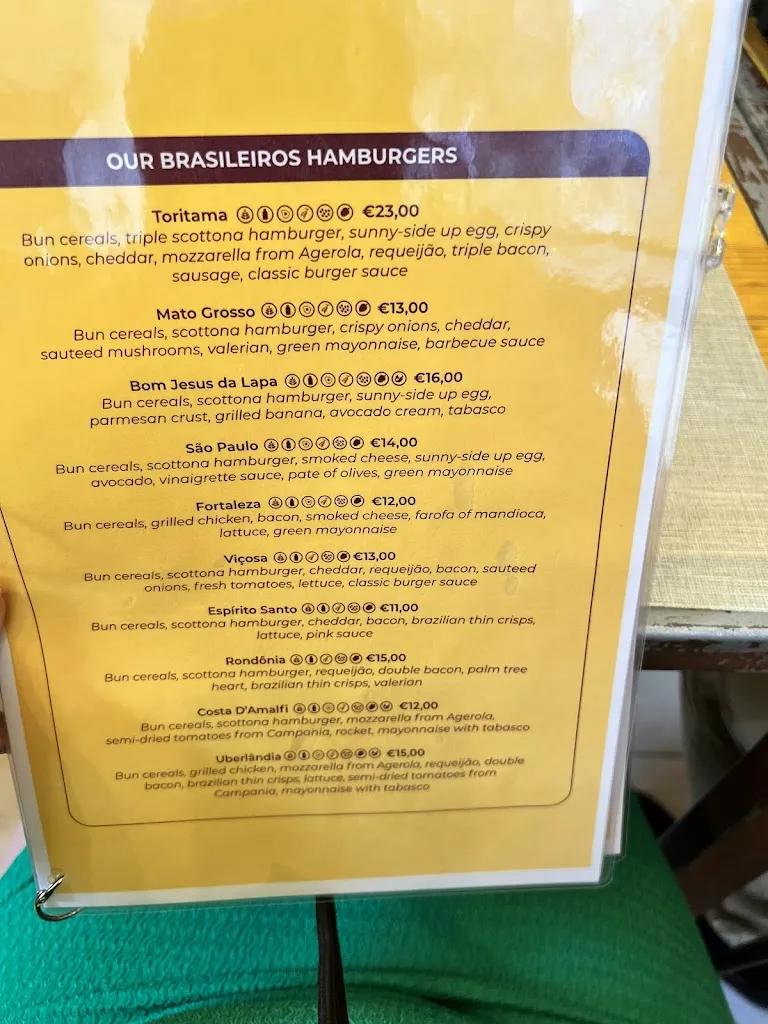 OUR BRASILEIROS HAMBURGERS
Toritama €23,00
Bun cereals, triple scottona hamburger, sunny-side up egg, crispy
onions, cheddar, mozzarella from Agerola, requeijão, triple bacon,
sausage, classic burger sauce
Mato Grosso €13,00
Bun cereals, scottona hamburger, crispy onions, cheddar,
sauteed mushrooms, valerian, green mayonnaise, barbecue sauce
Bom Jesus da Lapa €16,00
Bun cereals, scottona hamburger, sunny-side up egg,
parmesan crust, grilled banana, avocado cream, tabasco
São Paulo €14,00
Bun cereals, scottona hamburger, smoked cheese, sunny-side up egg,
avocado, vinaigrette sauce, pate of olives, green mayonnaise
Fortaleza €12,00
Bun cereals, grilled chicken, bacon, smoked cheese, farofa of mandioca,
lattuce, green mayonnaise
Viçosa €13,00
Bun cereals, scottona hamburger, cheddar, requeijão, bacon, sauteed
onions, fresh tomatoes, lettuce, classic burger sauce
Espírito Santo €11,00
Bun cereals, scottona hamburger, cheddar, bacon, brazilian thin crisps,
lattuce, pink sauce
Rondônia €15,00
Bun cereals, scottona hamburger, requeijão, double bacon, palm tree
heart, brazilian thin crisps, valerian
Costa D'Amalfi €12,00
Bun cereals, scottona hamburger, mozzarella from Agerola,
semi-dried tomatoes from Campania, rocket, mayonnaise with tabasco
Uberlândia €15,00
Bun cereals, grilled chicken, mozzarella from Agerola, requeijão, double
bacon, brazilian thin crisps, lattuce, semi-dried tomatoes from
Campania, mayonnaise with tabasco